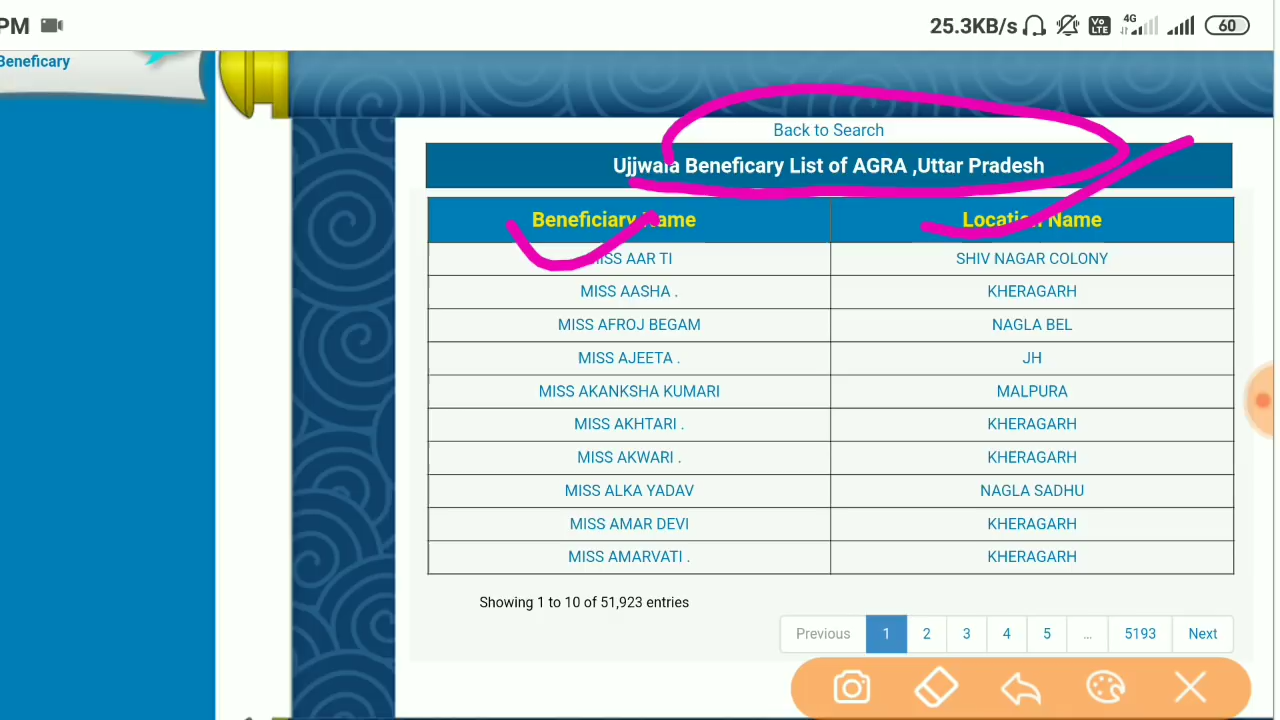 PM 25.3KB/s Vo LTE 4G 60
Beneficary
Back to Search
Ujjwala Beneficary List of AGRA ,Uttar Pradesh
Beneficiary Name Location Name
MISS AAR TI SHIV NAGAR COLONY
MISS AASHA . KHERAGARH
MISS AFROJ BEGAM NAGLA BEL
MISS AJEETA . JH
MISS AKANKSHA KUMARI MALPURA
MISS AKHTARI . KHERAGARH
MISS AKWARI . KHERAGARH
MISS ALKA YADAV NAGLA SADHU
MISS AMAR DEVI KHERAGARH
MISS AMARVATI . KHERAGARH
Showing 1 to 10 of 51,923 entries
Previous 1 2 3 4 5 ... 5193 Next